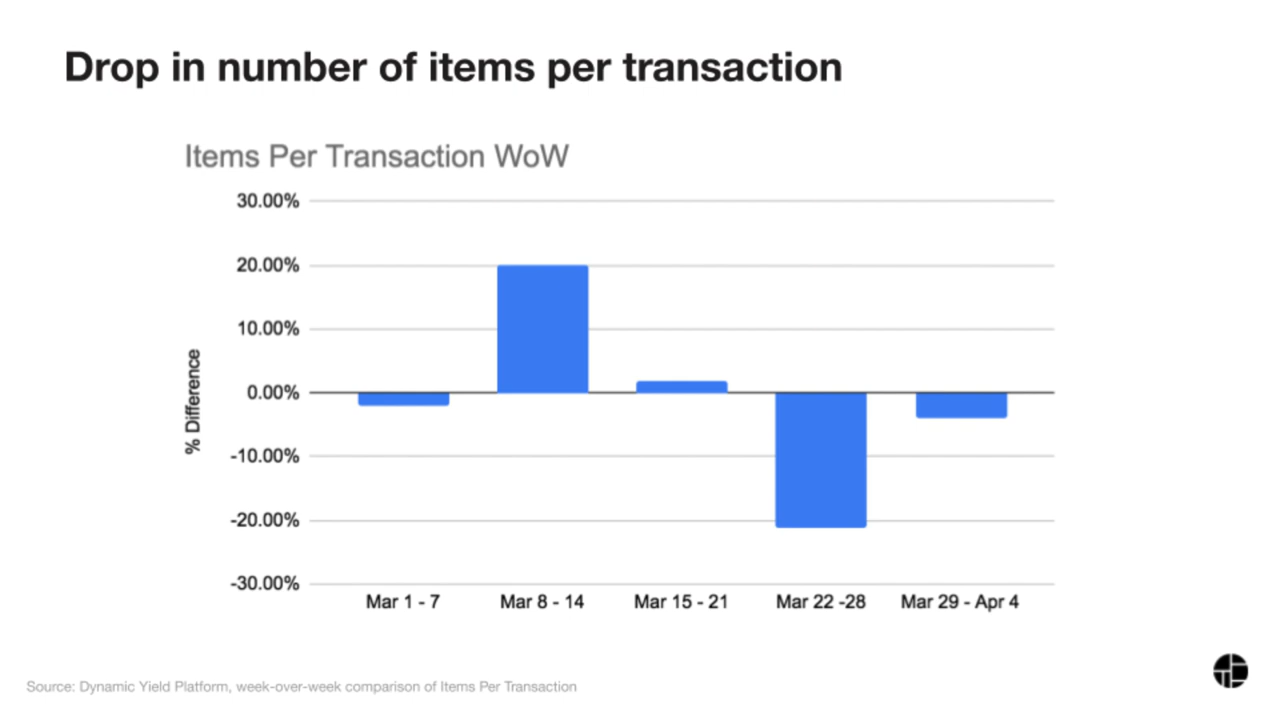 Drop in number of items per transaction
Items Per Transaction WoW
30.00%
20.00%
10.00%
0.00%
-10.00%
-20.00%
-30.00%
% Difference
Mar 1 - 7
Mar 8 - 14
Mar 15 - 21
Mar 22 -28
Mar 29 - Apr 4
Source: Dynamic Yield Platform, week-over-week comparison of Items Per Transaction